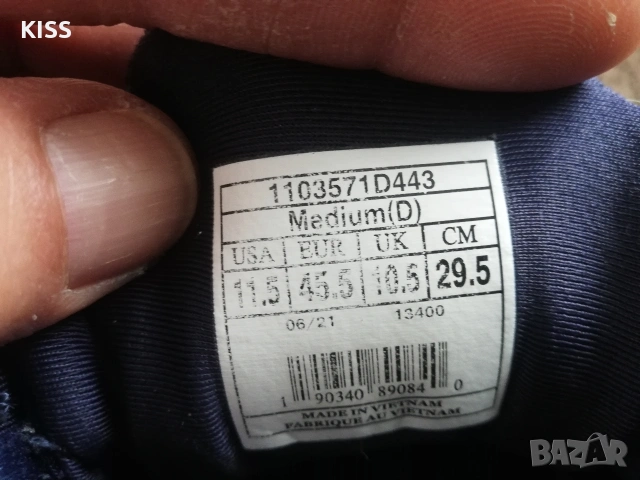 KISS
1103571D443
Medium(D)
USA EUR UK CM
11.5 45.5 10.5 29.5
06/21 13400
1 90340 89084 0
MADE IN VIETNAM
FABRIQUE AU VIETNAM
BAZAR